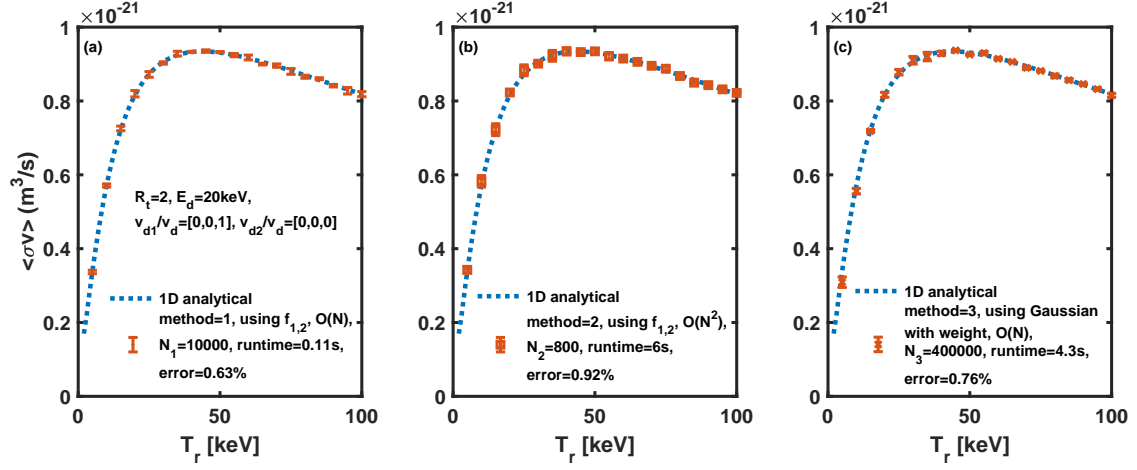 ×10⁻²¹
(a)
1
0.8
0.6
0.4
0.2
0
<σv> (m³/s)
R_t=2, E_d=20keV,
v_d1/v_d=[0,0,1], v_d2/v_d=[0,0,0]
1D analytical
method=1, using f_1,2, O(N),
N_1=10000, runtime=0.11s,
error=0.63%
0 50 100
T_r [keV]
×10⁻²¹
(b)
1
0.8
0.6
0.4
0.2
0
1D analytical
method=2, using f_1,2, O(N²),
N_2=800, runtime=6s,
error=0.92%
0 50 100
T_r [keV]
×10⁻²¹
(c)
1
0.8
0.6
0.4
0.2
0
1D analytical
method=3, using Gaussian
with weight, O(N),
N_3=400000, runtime=4.3s,
error=0.76%
0 50 100
T_r [keV]